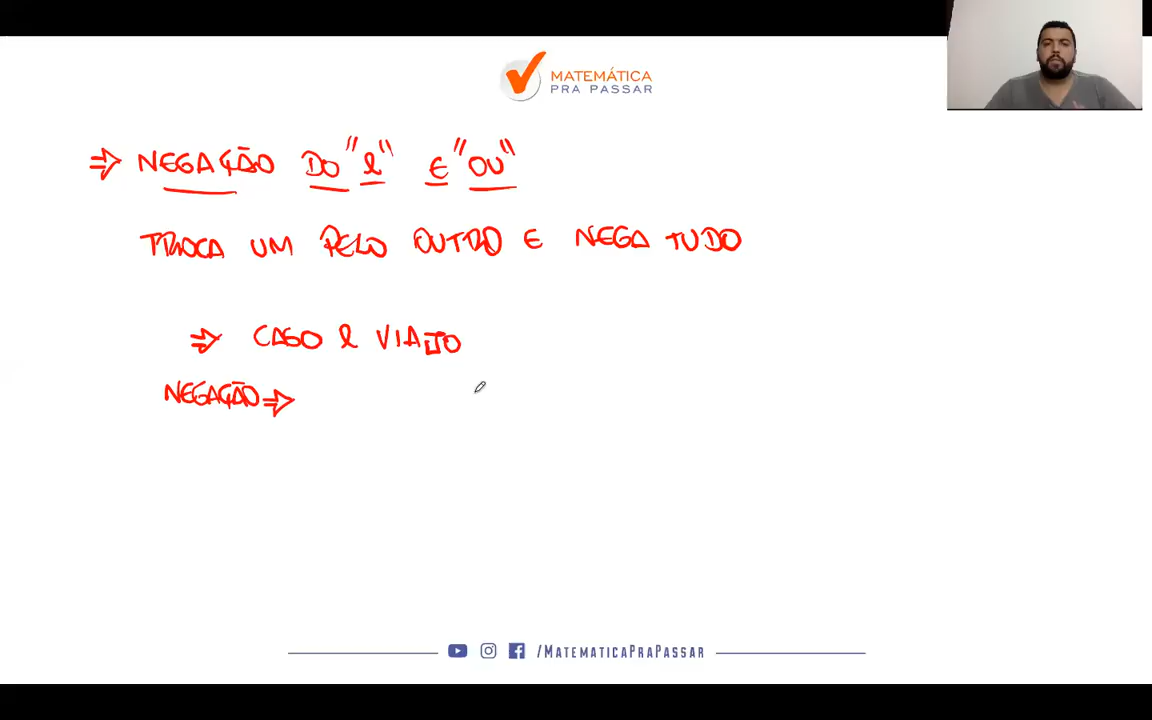 MATEMÁTICA
PRA PASSAR
⇒ NEGAÇÃO DO "e" E "OU"
TROCA UM PELO OUTRO E NEGA TUDO
⇒ CASO e VIAJO
NEGAÇÃO ⇒
/MATEMATICAPRAPASSAR